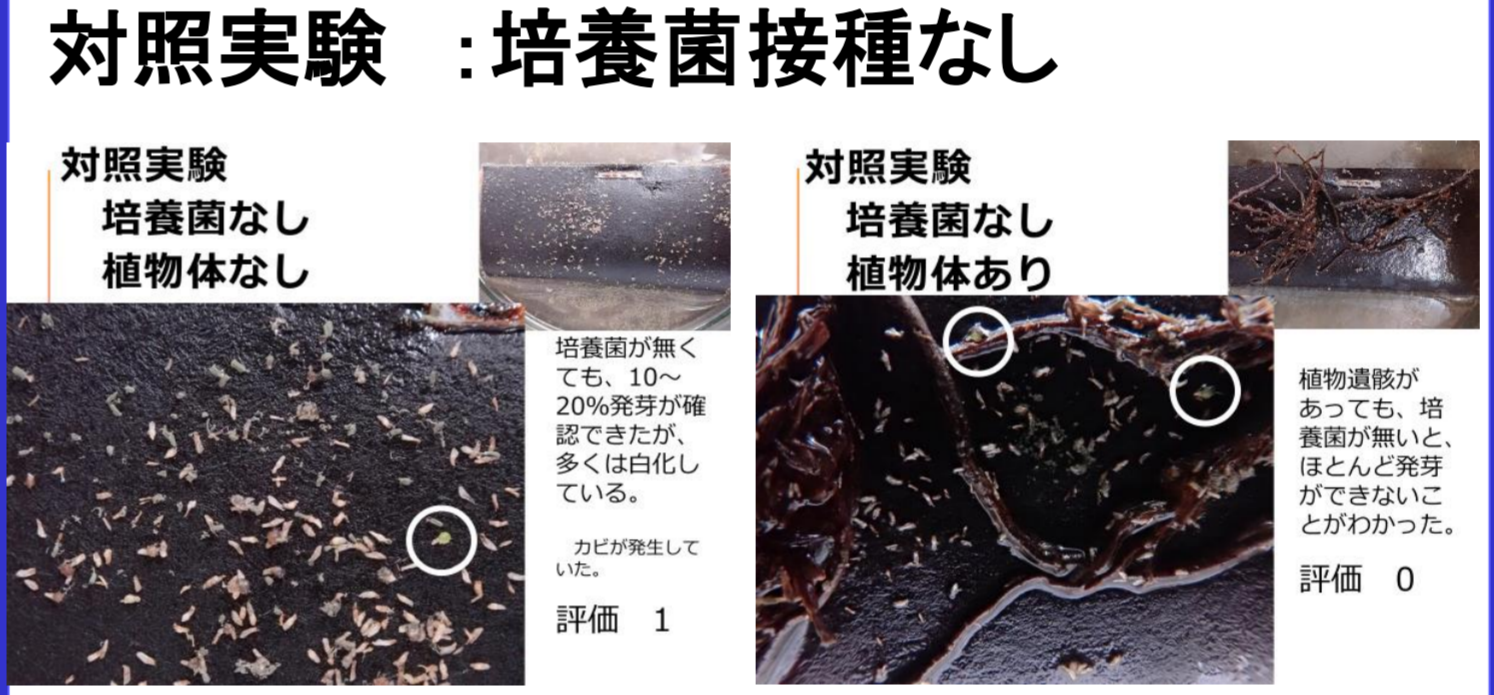 対照実験　：培養菌接種なし
対照実験
培養菌なし
植物体なし
培養菌が無く
ても、10～
20%発芽が確
認できたが、
多くは白化し
ている。
カビが発生して
いた。
評価　1
対照実験
培養菌なし
植物体あり
植物遺骸が
あっても、培
養菌が無いと、
ほとんど発芽
ができないこ
とがわかった。
評価　0